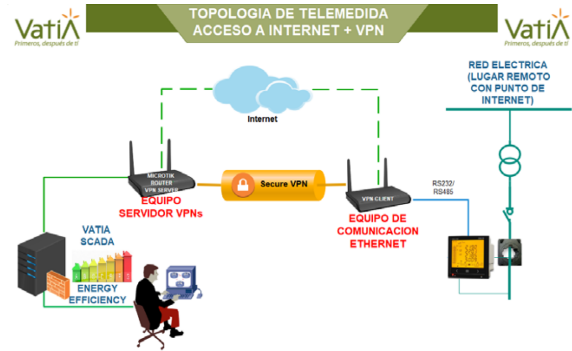 VatiA
Primeros, después de ti
TOPOLOGIA DE TELEMEDIDA
ACCESO A INTERNET + VPN
VatiA
Primeros, después de ti
RED ELECTRICA
(LUGAR REMOTO
CON PUNTO DE
INTERNET)
Internet
MICROTIK
ROUTER
VPN SERVER
EQUIPO
SERVIDOR VPNs
Secure VPN
VPN CLIENT
EQUIPO DE
COMUNICACION
ETHERNET
RS232/
RS485
VATIA
SCADA
ENERGY
EFFICIENCY